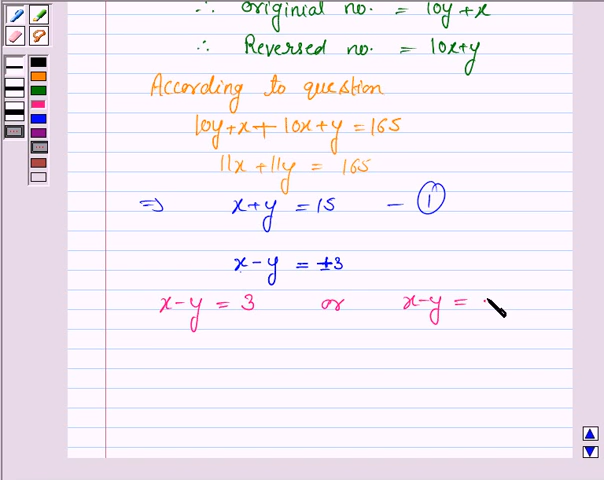 ∴ Originial no. = 10y + x
∴ Reversed no. = 10x+y
According to question
10y+x+10x+y = 165
11x+11y = 165
⇒ x+y = 15 — ①
x-y = ±3
x-y = 3 or x-y =